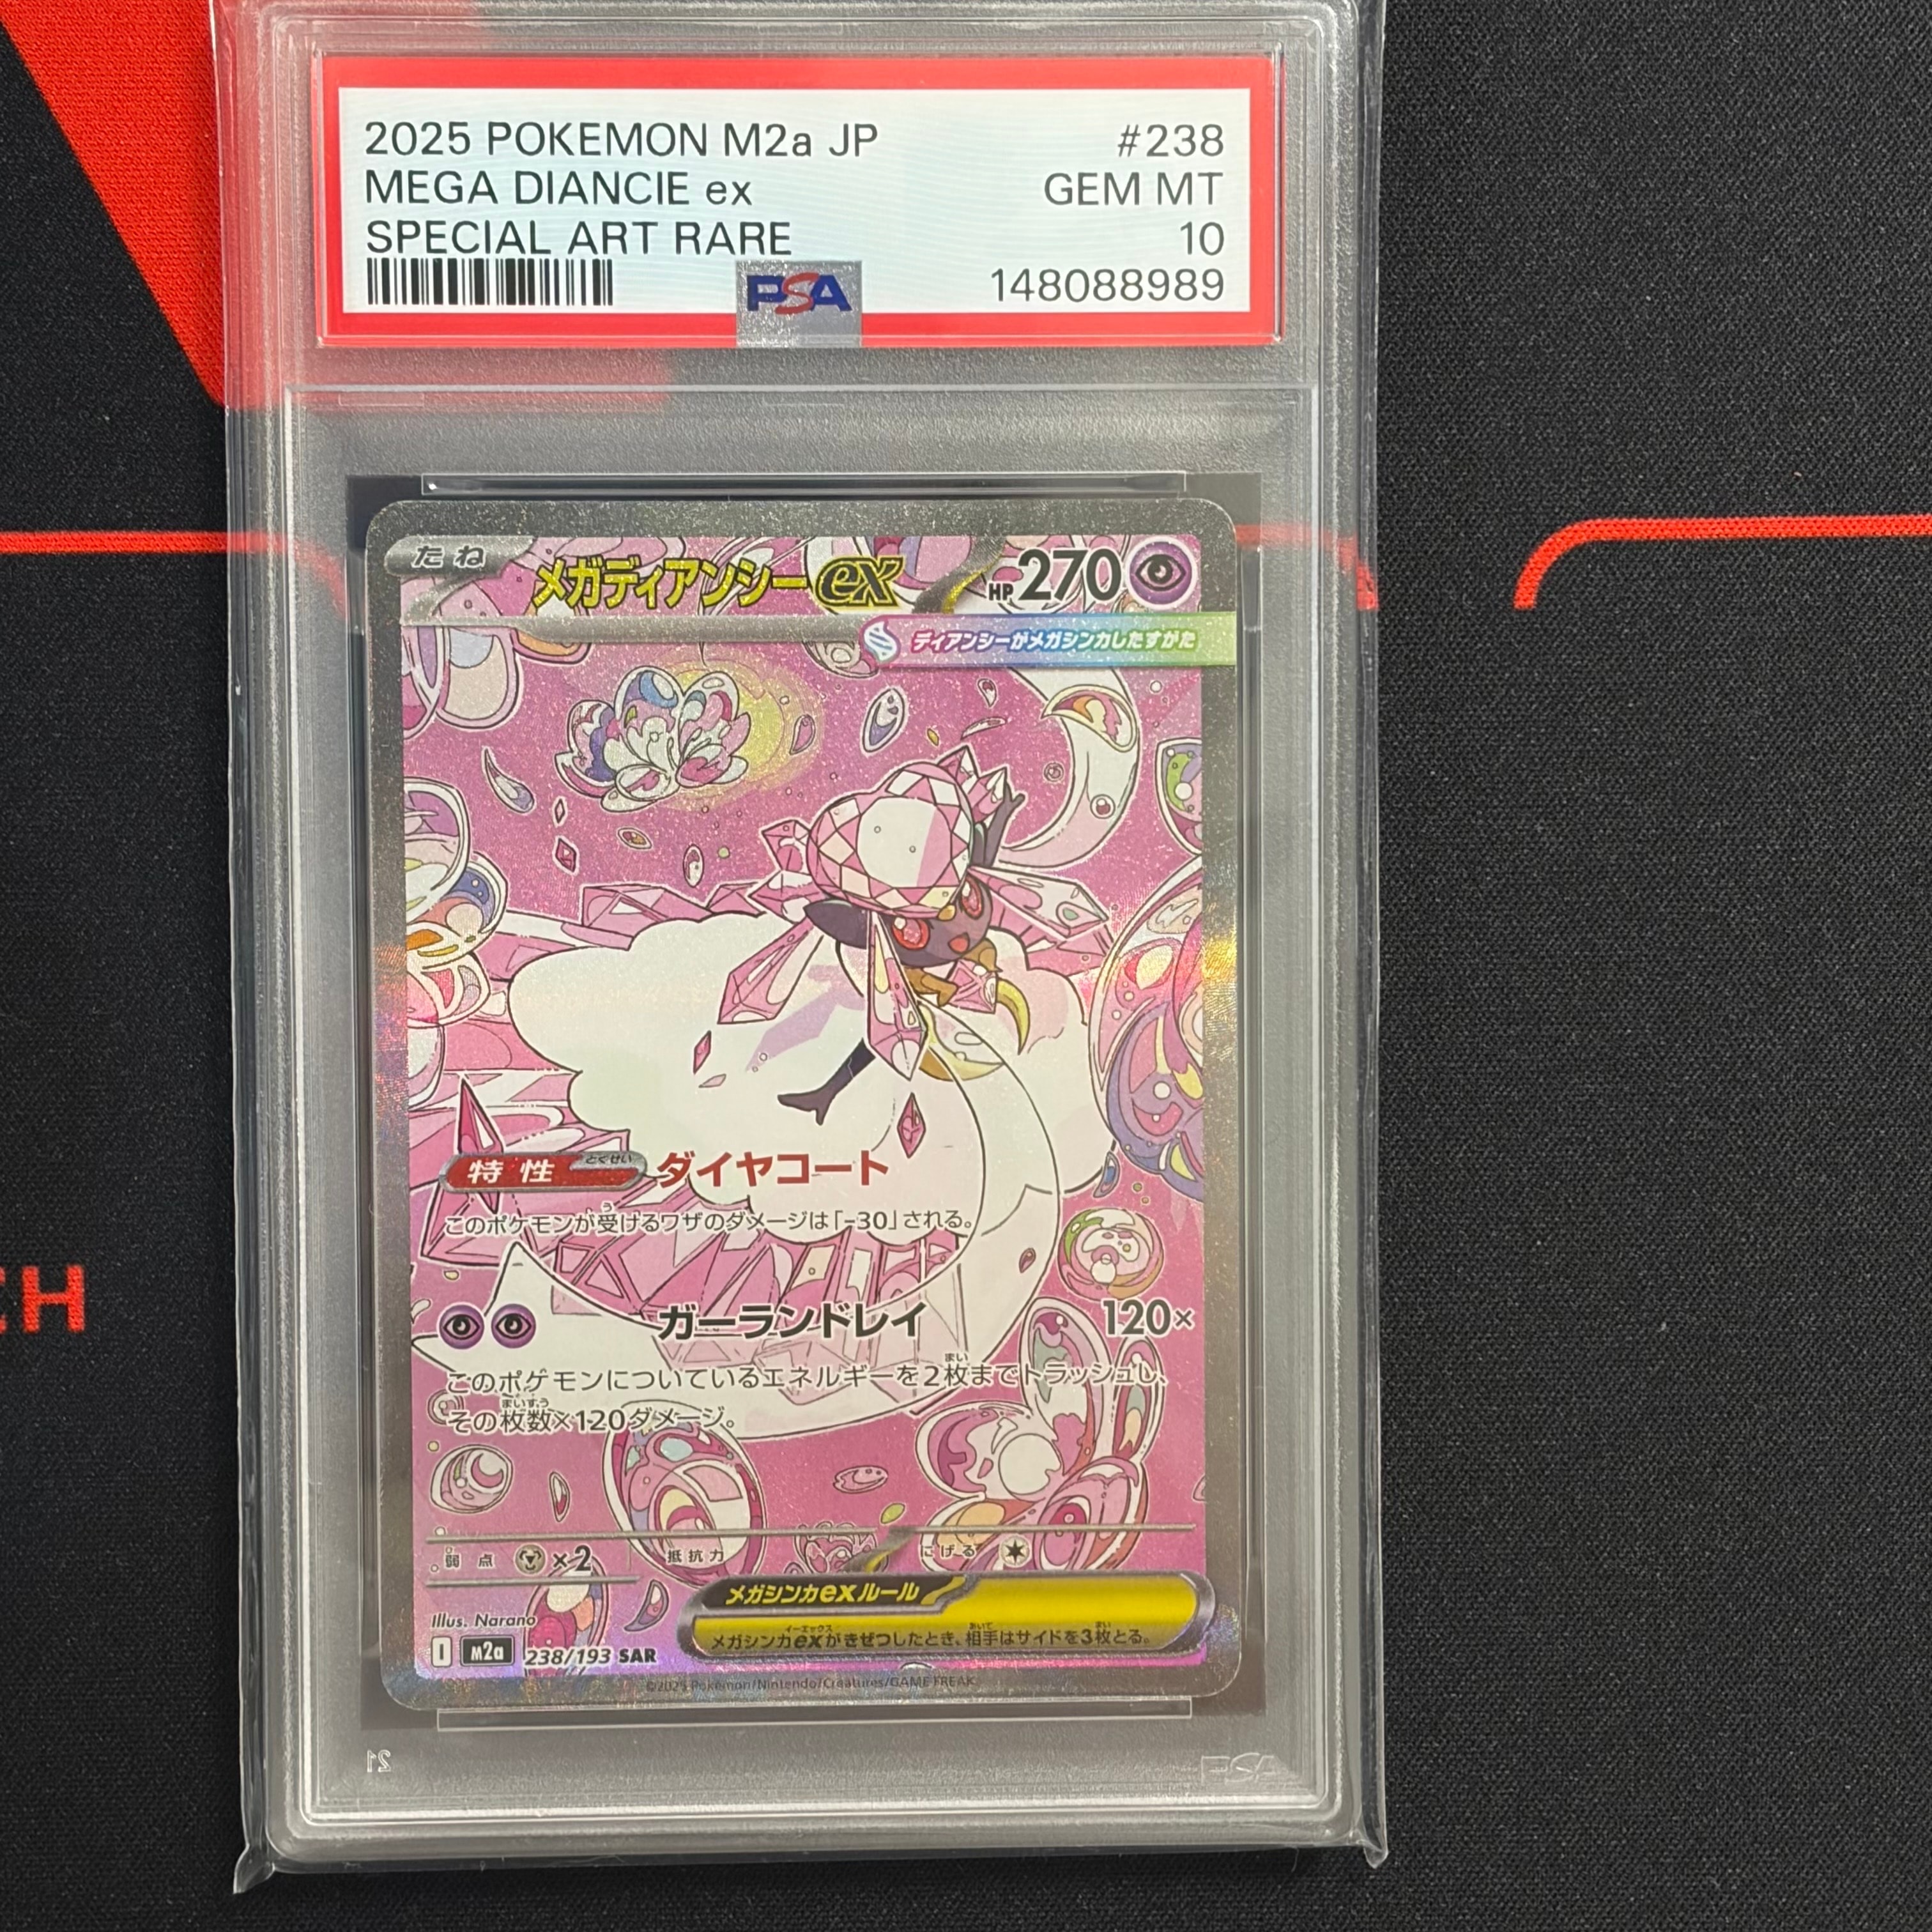 2025 POKEMON M2a JP #238
MEGA DIANCIE ex GEM MT
SPECIAL ART RARE 10
PSA 148088989
たね メガディアンシーex HP270
ディアンシーがメガシンカしたすがた
特性 とくせい ダイヤコート
このポケモンが受けるワザのダメージは「-30」される。
ガーランドレイ 120×
このポケモンについているエネルギーを2枚までトラッシュし、
その枚数×120ダメージ。
弱点 ×2 抵抗力 にげる
メガシンカexルール
メガシンカexがきぜつしたとき、相手はサイドを3枚とる。
Illus. Narano
I M2a 238/193 SAR
©2025 Pokémon/Nintendo/Creatures/GAME FREAK
21 PSA
CH